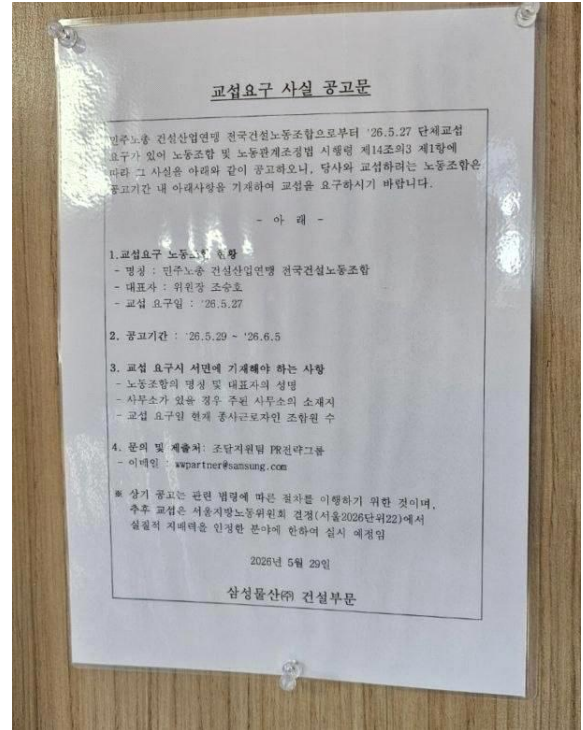 교섭요구 사실 공고문
민주노총 건설산업연맹 전국건설노동조합으로부터 '26.5.27 단체교섭
요구가 있어 노동조합 및 노동관계조정법 시행령 제14조의3 제1항에
따라 그 사실을 아래와 같이 공고하오니, 당사와 교섭하려는 노동조합은
공고기간 내 아래사항을 기재하여 교섭을 요구하시기 바랍니다.
- 아 래 -
1.교섭요구 노동조합 현황
- 명칭 : 민주노총 건설산업연맹 전국건설노동조합
- 대표자 : 위원장 조승호
- 교섭 요구일 : '26.5.27
2. 공고기간 : '26.5.29 ~ '26.6.5
3. 교섭 요구시 서면에 기재해야 하는 사항
- 노동조합의 명칭 및 대표자의 성명
- 사무소가 있을 경우 주된 사무소의 소재지
- 교섭 요구일 현재 종사근로자인 조합원 수
4. 문의 및 제출처: 조달지원팀 PR전략그룹
- 이메일 : wwpartner@samsung.com
※ 상기 공고는 관련 법령에 따른 절차를 이행하기 위한 것이며,
추후 교섭은 서울지방노동위원회 결정(서울2026단위22)에서
실질적 지배력을 인정한 분야에 한하여 실시 예정임
2026년 5월 29일
삼성물산㈜ 건설부문